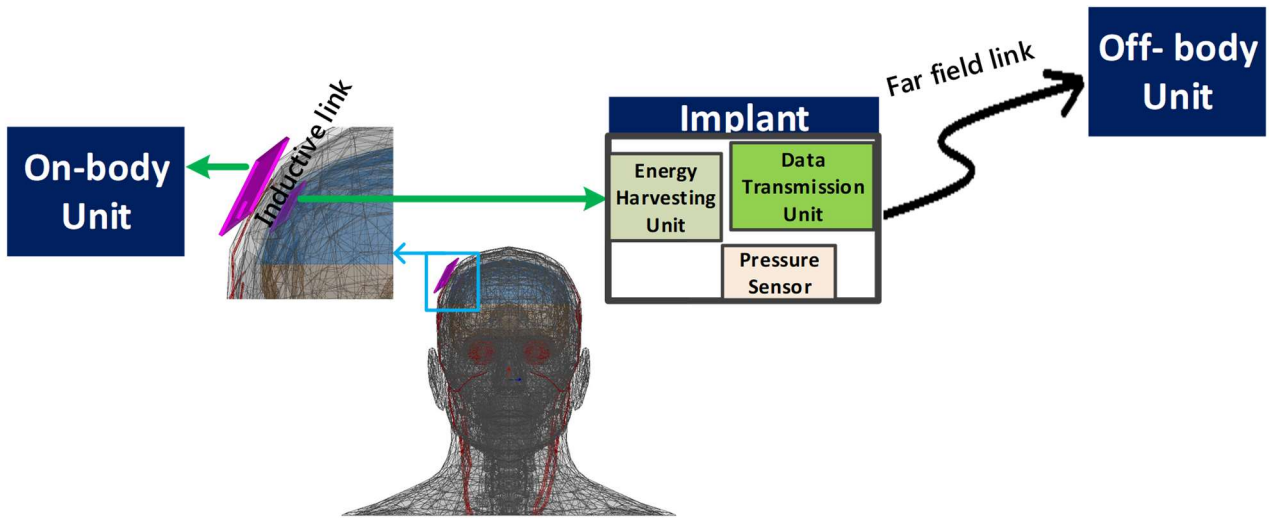 On-body
Unit
Inductive link
Implant
Energy
Harvesting
Unit
Data
Transmission
Unit
Pressure
Sensor
Far field link
Off- body
Unit